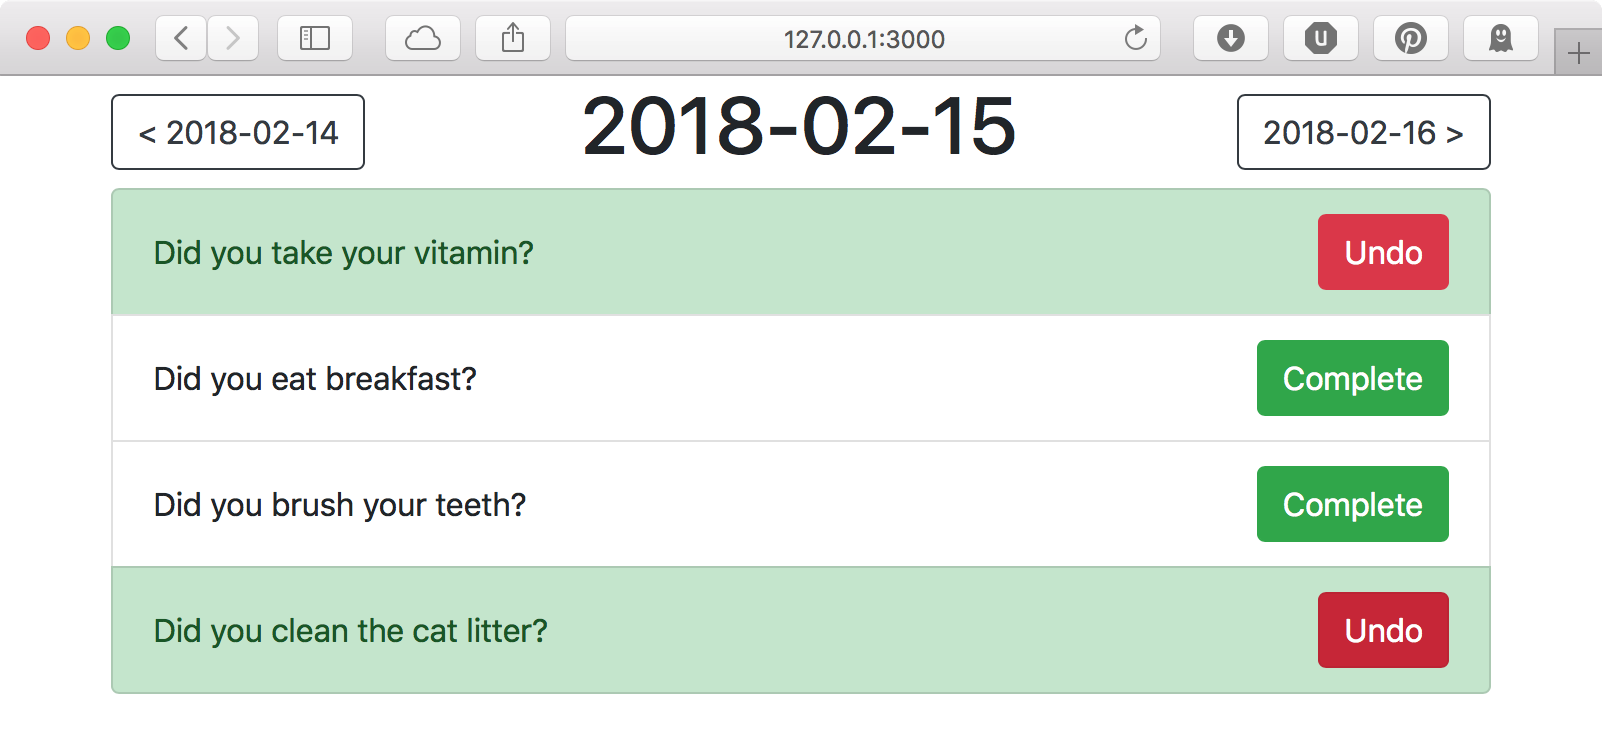 127.0.0.1:3000
< 2018-02-14
2018-02-15
2018-02-16 >
Did you take your vitamin?
Undo
Did you eat breakfast?
Complete
Did you brush your teeth?
Complete
Did you clean the cat litter?
Undo